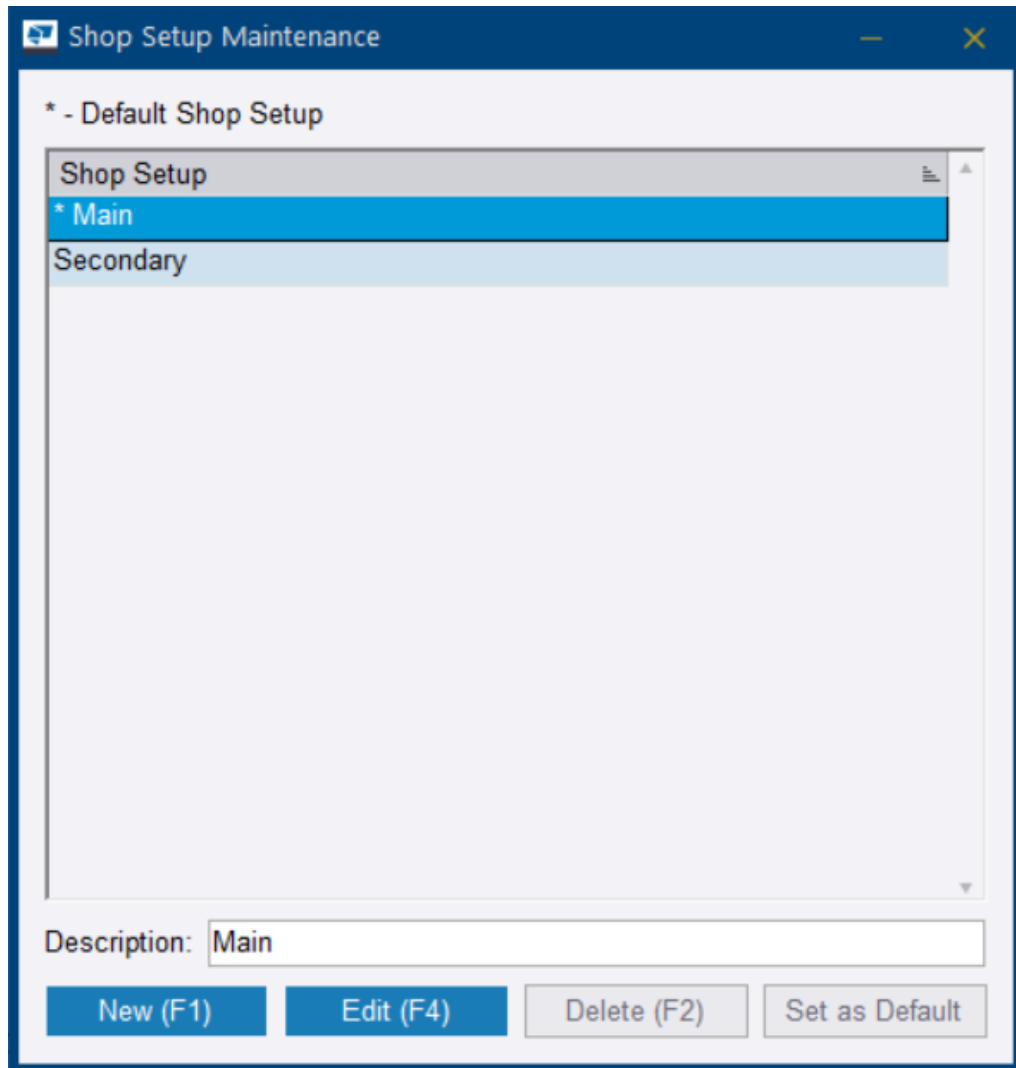 Shop Setup Maintenance
* - Default Shop Setup
Shop Setup
* Main
Secondary
Description: Main
New (F1) Edit (F4) Delete (F2) Set as Default